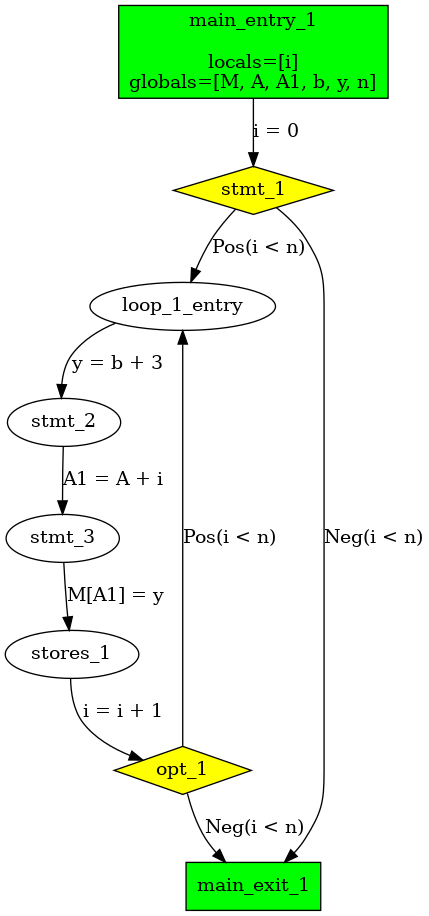 main_entry_1
locals=[i]
globals=[M, A, A1, b, y, n]
i = 0
stmt_1
Pos(i < n)
loop_1_entry
y = b + 3
stmt_2
A1 = A + i
stmt_3
Pos(i < n)
Neg(i < n)
M[A1] = y
stores_1
i = i + 1
opt_1
Neg(i < n)
main_exit_1